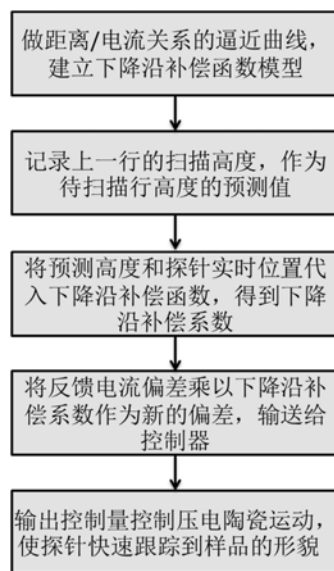 做距离/电流关系的逼近曲线，
建立下降沿补偿函数模型
记录上一行的扫描高度，作为
待扫描行高度的预测值
将预测高度和探针实时位置代
入下降沿补偿函数，得到下降
沿补偿系数
将反馈电流偏差乘以下降沿补
偿系数作为新的偏差，输送给
控制器
输出控制量控制压电陶瓷运动，
使探针快速跟踪到样品的形貌